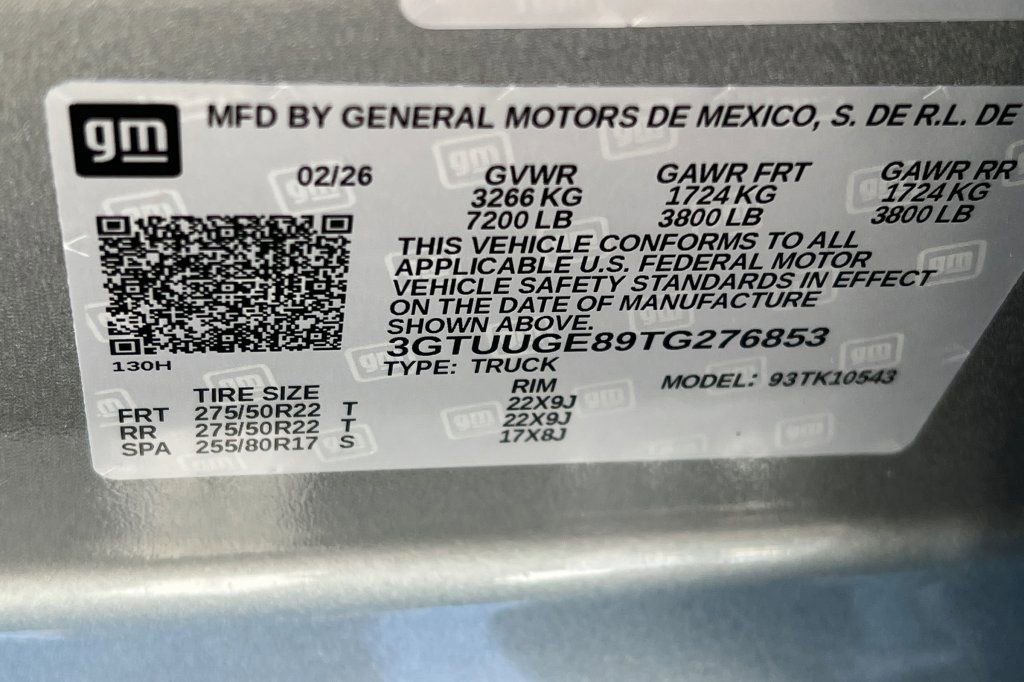 gm
MFD BY GENERAL MOTORS DE MEXICO, S. DE R.L. DE
02/26
GVWR GAWR FRT GAWR RR
3266 KG 1724 KG 1724 KG
7200 LB 3800 LB 3800 LB
THIS VEHICLE CONFORMS TO ALL
APPLICABLE U.S. FEDERAL MOTOR
VEHICLE SAFETY STANDARDS IN EFFECT
ON THE DATE OF MANUFACTURE
SHOWN ABOVE.
3GTUUGE89TG276853
130H
TYPE: TRUCK
MODEL: 93TK10543
TIRE SIZE RIM
FRT 275/50R22 T 22X9J
RR 275/50R22 T 22X9J
SPA 255/80R17 S 17X8J